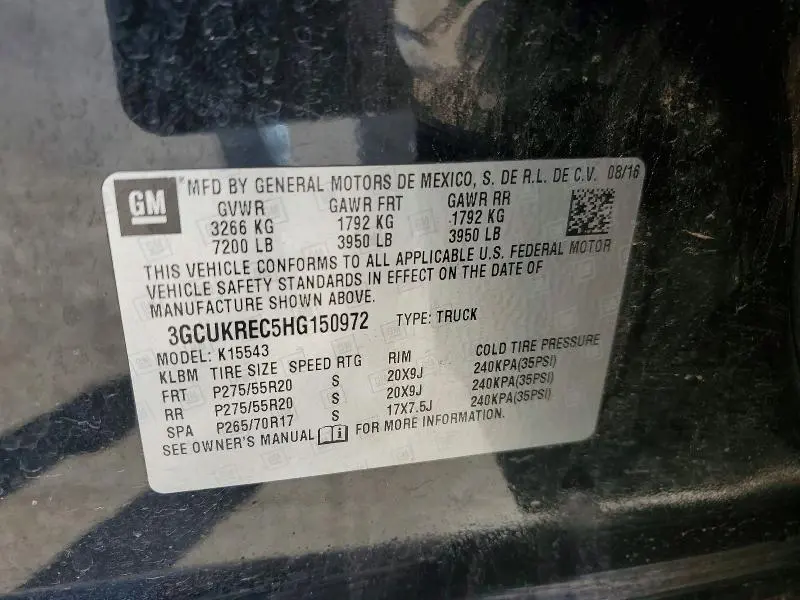 GM
MFD BY GENERAL MOTORS DE MEXICO, S. DE R.L. DE C.V. 08/16
GVWR GAWR FRT GAWR RR
3266 KG 1792 KG 1792 KG
7200 LB 3950 LB 3950 LB
THIS VEHICLE CONFORMS TO ALL APPLICABLE U.S. FEDERAL MOTOR
VEHICLE SAFETY STANDARDS IN EFFECT ON THE DATE OF
MANUFACTURE SHOWN ABOVE.
3GCUKREC5HG150972 TYPE: TRUCK
MODEL: K15543
KLBM TIRE SIZE SPEED RTG RIM COLD TIRE PRESSURE
FRT P275/55R20 S 20X9J 240KPA(35PSI)
RR P275/55R20 S 20X9J 240KPA(35PSI)
SPA P265/70R17 S 17X7.5J 240KPA(35PSI)
SEE OWNER'S MANUAL FOR MORE INFORMATION.